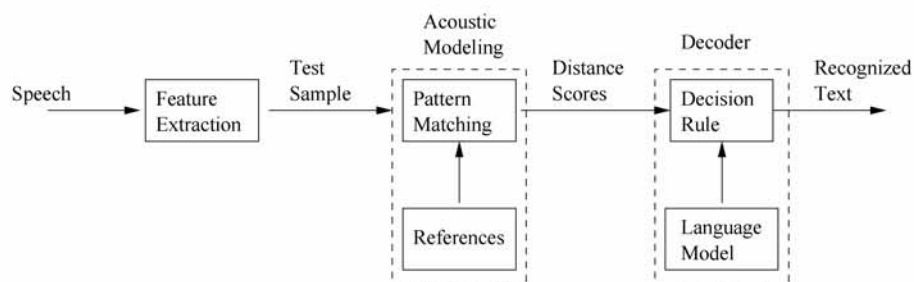 Acoustic
Modeling
Decoder
Speech
Feature
Extraction
Test
Sample
Pattern
Matching
Distance
Scores
Decision
Rule
Recognized
Text
References
Language
Model